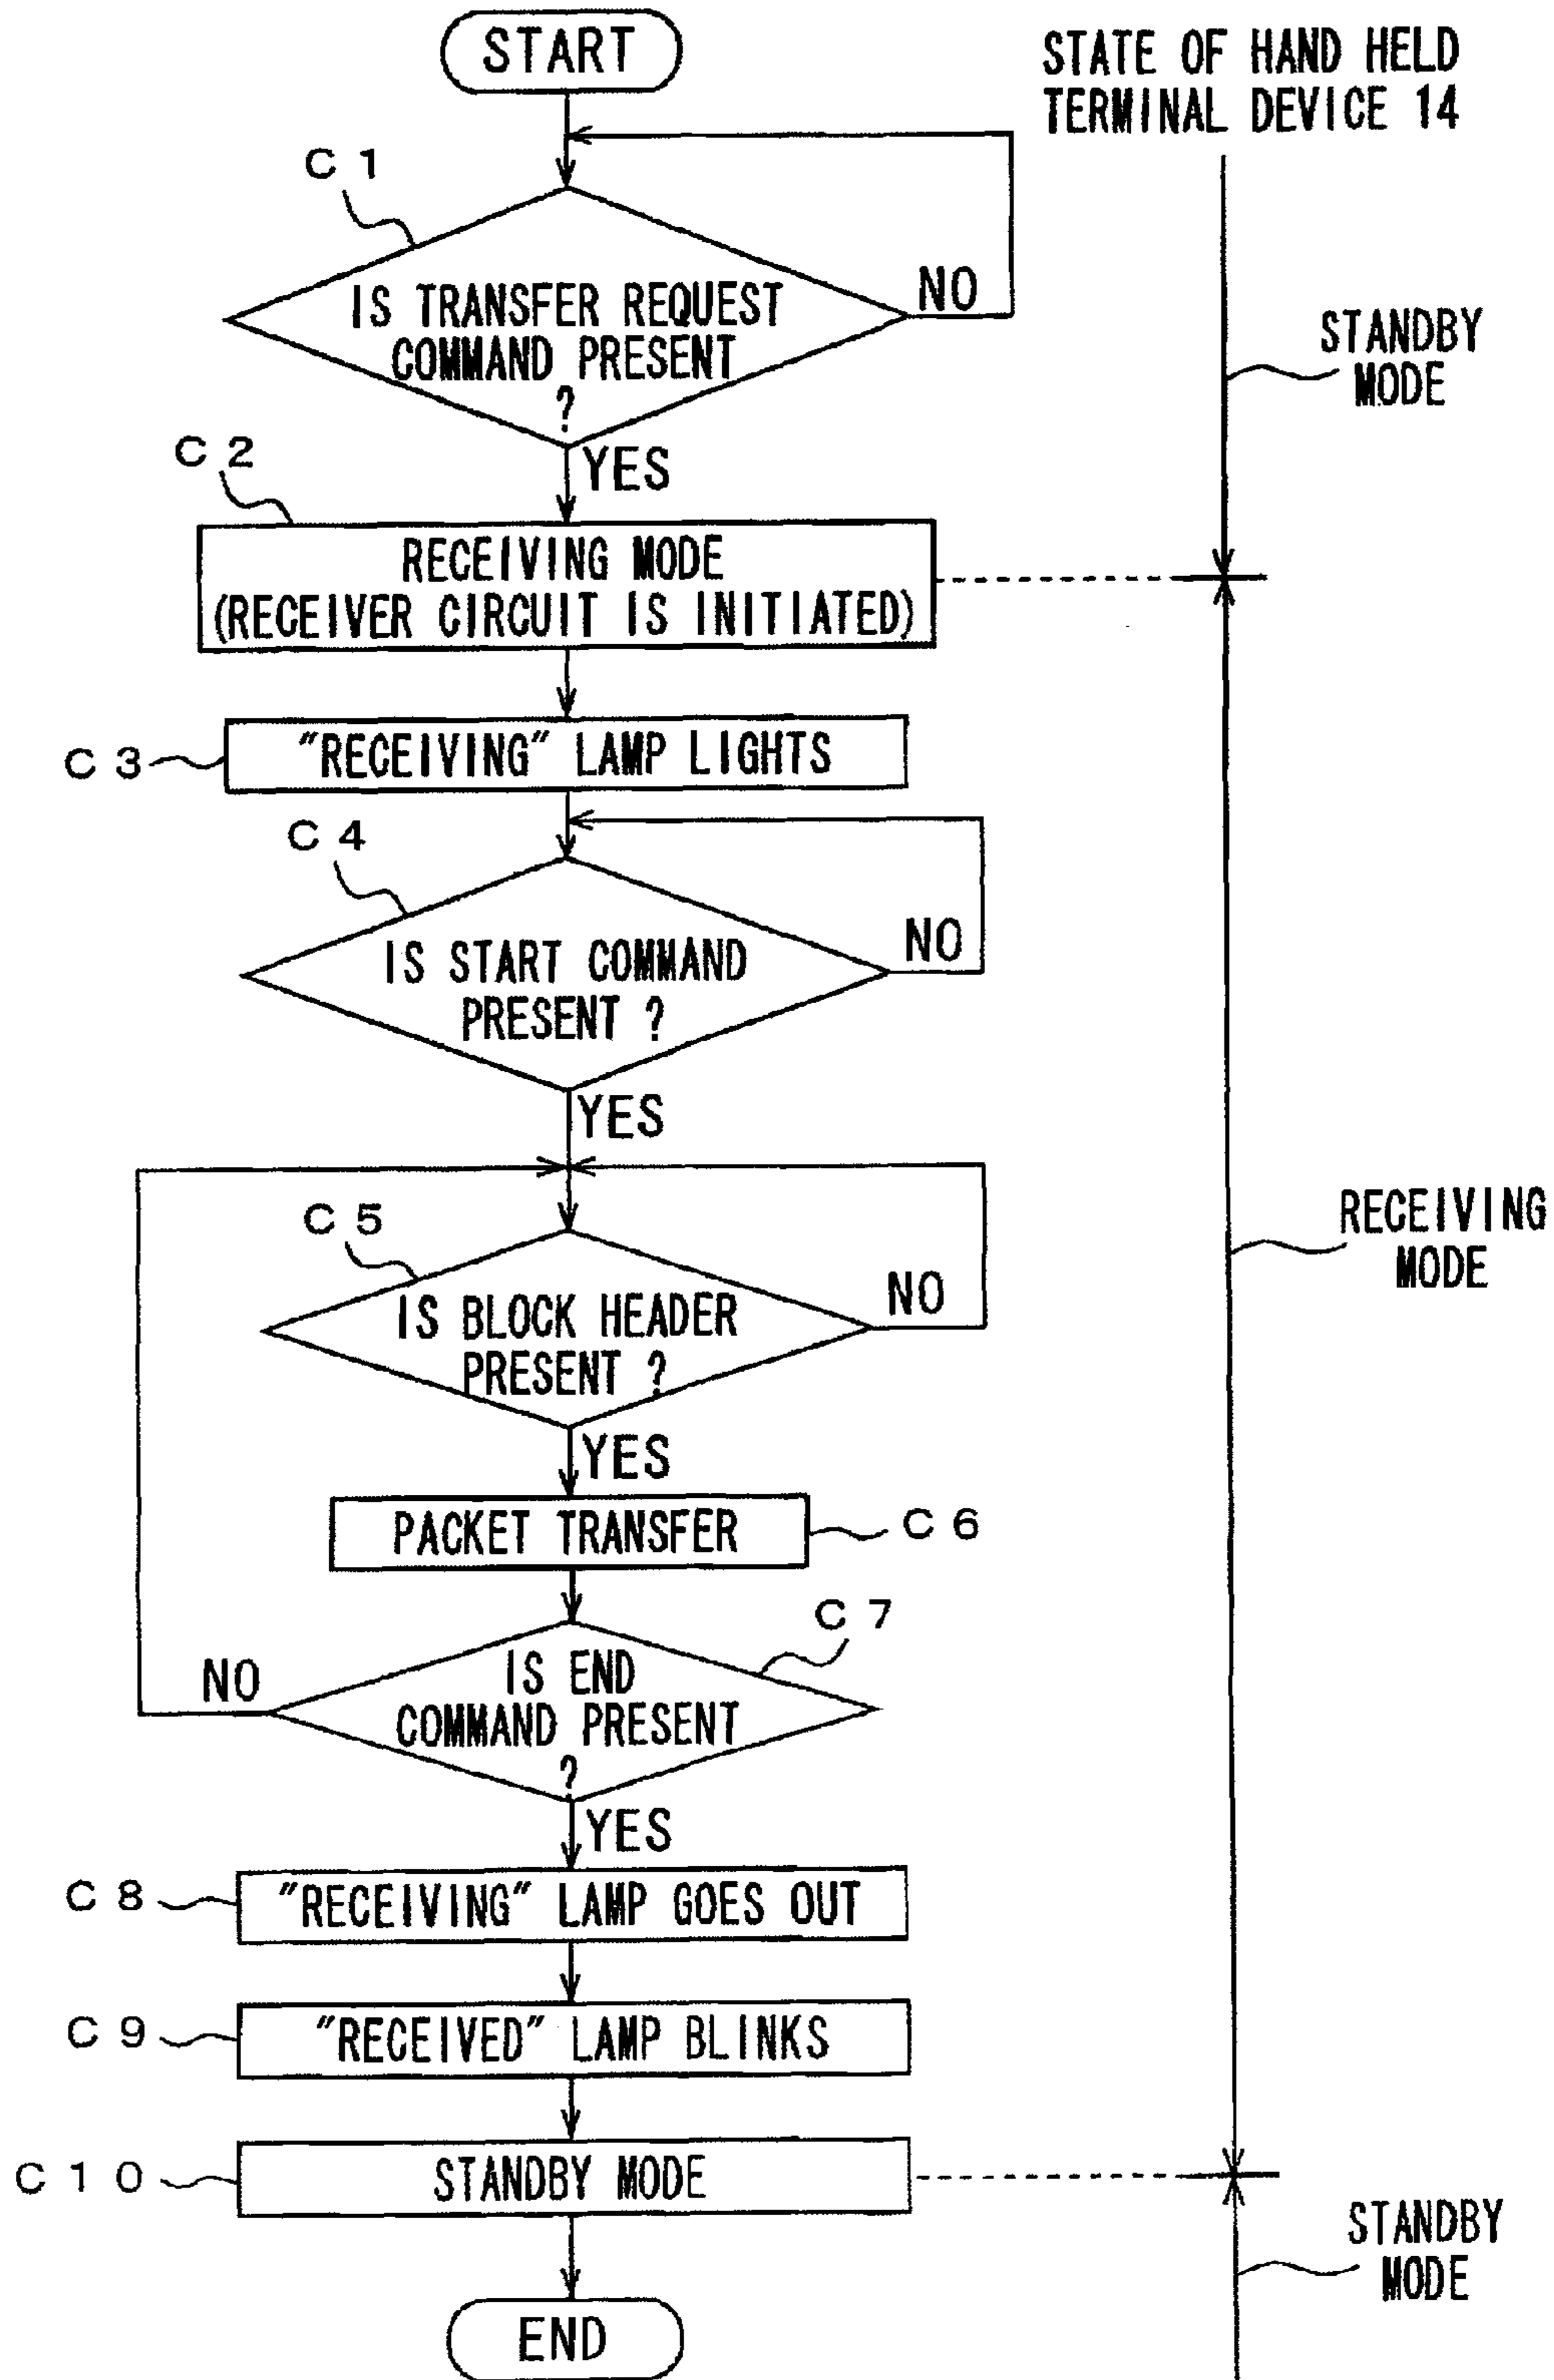 START
STATE OF HAND HELD
TERMINAL DEVICE 14
C 1
IS TRANSFER REQUEST
COMMAND PRESENT
?
NO
STANDBY
MODE
YES
C 2
RECEIVING MODE
(RECEIVER CIRCUIT IS INITIATED)
C 3
"RECEIVING" LAMP LIGHTS
C 4
IS START COMMAND
PRESENT ?
NO
YES
C 5
IS BLOCK HEADER
PRESENT ?
NO
RECEIVING
MODE
YES
PACKET TRANSFER
C 6
C 7
IS END
COMMAND PRESENT
?
NO
YES
C 8
"RECEIVING" LAMP GOES OUT
C 9
"RECEIVED" LAMP BLINKS
C 1 0
STANDBY MODE
STANDBY
MODE
END